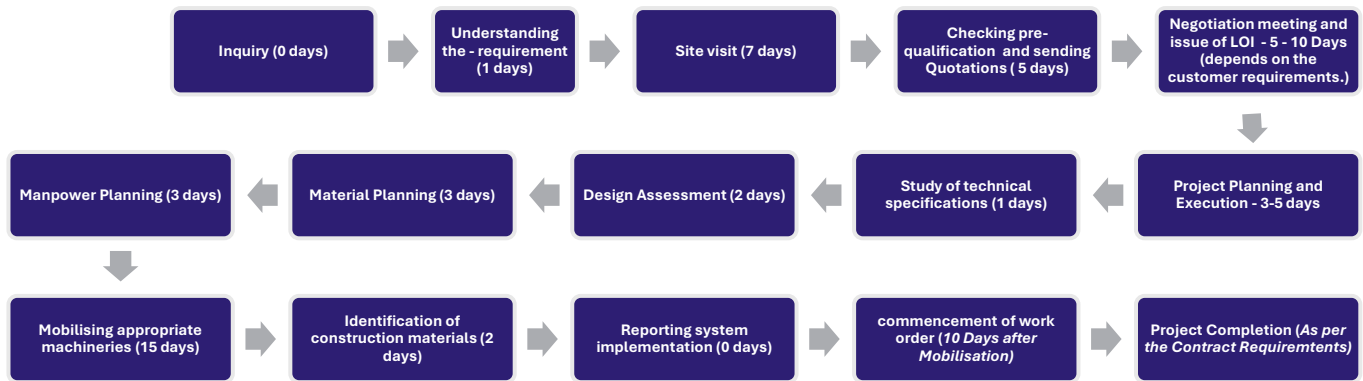 Inquiry (0 days)
Understanding
the - requirement
(1 days)
Site visit (7 days)
Checking pre-
qualification and sending
Quotations ( 5 days)
Negotiation meeting and
issue of LOI - 5 - 10 Days
(depends on the
customer requirements.)
Project Planning and
Execution - 3-5 days
Study of technical
specifications (1 days)
Design Assessment (2 days)
Material Planning (3 days)
Manpower Planning (3 days)
Mobilising appropriate
machineries (15 days)
Identification of
construction materials (2
days)
Reporting system
implementation (0 days)
commencement of work
order (10 Days after
Mobilisation)
Project Completion (As per
the Contract Requiremtents)